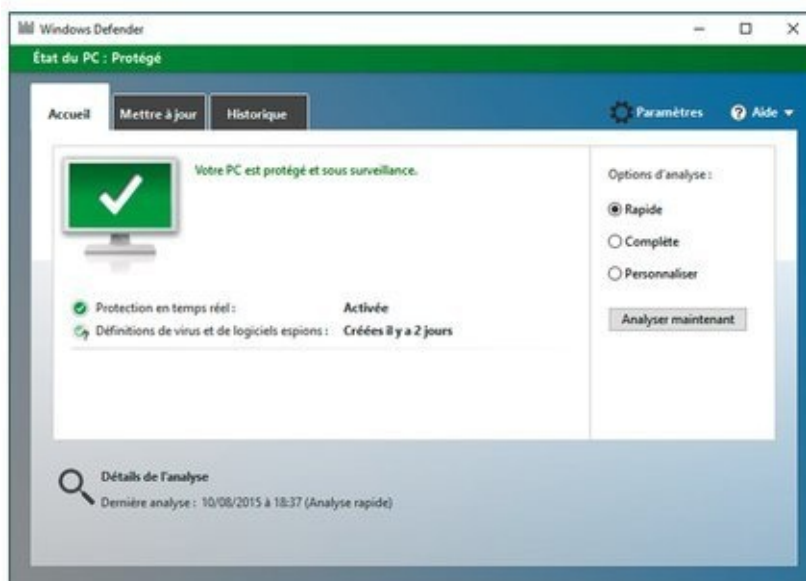 Windows Defender
État du PC : Protégé
Accueil
Mettre à jour
Historique
Paramètres
Aide
Votre PC est protégé et sous surveillance.
Options d'analyse :
Rapide
Complète
Personnaliser
Analyser maintenant
Protection en temps réel : Activée
Définitions de virus et de logiciels espions : Créées il y a 2 jours
Détails de l'analyse
Dernière analyse : 10/08/2015 à 18:37 (Analyse rapide)